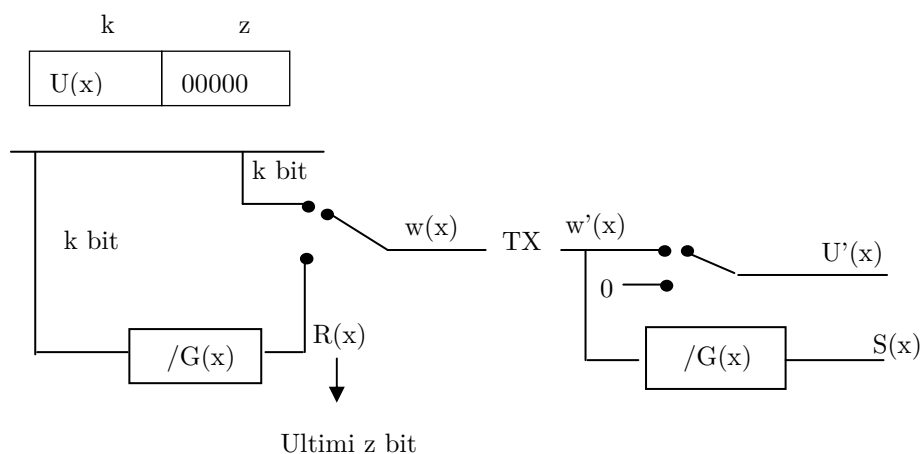 k z
U(x) 00000
k bit
k bit
w(x) TX w'(x)
U'(x)
0
/G(x) R(x) /G(x) S(x)
Ultimi z bit